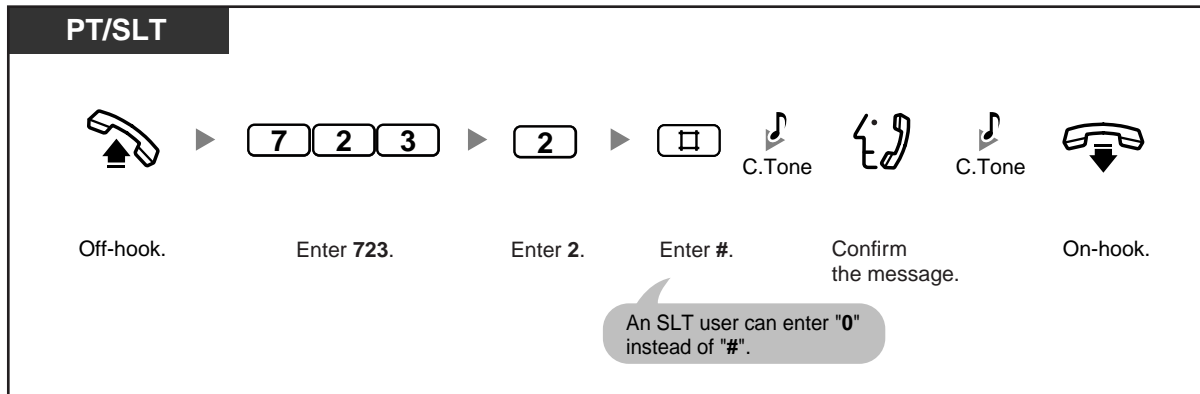 PT/SLT
7 2 3
2
#
C.Tone
C.Tone
Off-hook.
Enter 723.
Enter 2.
Enter #.
Confirm
the message.
On-hook.
An SLT user can enter "0"
instead of "#".